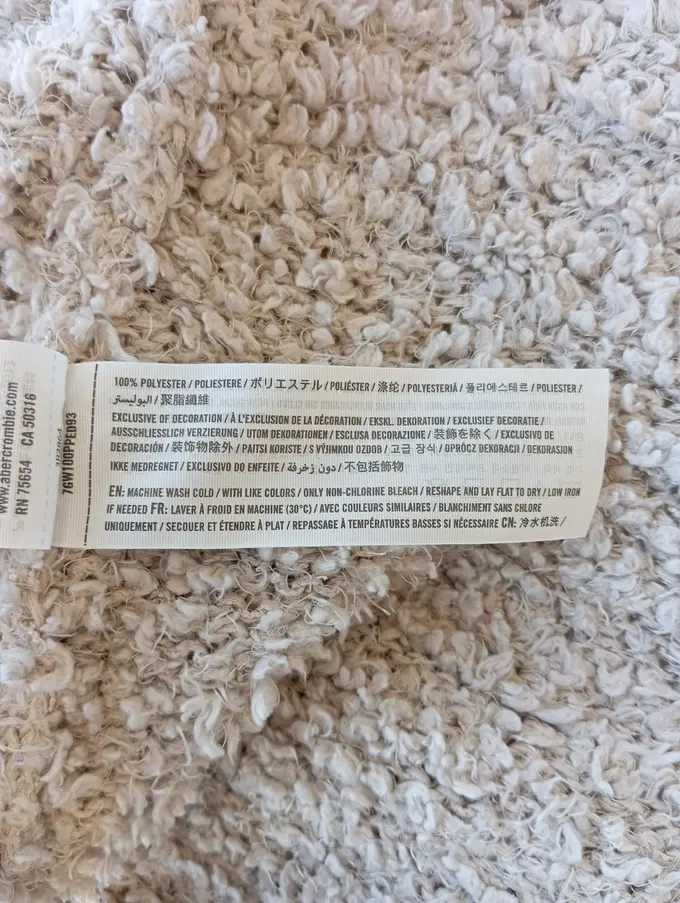 www.abercrombie.com
RN 75654 CA 50316
7GW100PPFD93
100% POLYESTER / POLIESTERE / ポリエステル / POLIÉSTER / 涤纶 / POLYESTERIÄ / 폴리에스테르 / POLIESTER /
البوليستر / 聚脂纖維
EXCLUSIVE OF DECORATION / À L'EXCLUSION DE LA DÉCORATION / EKSKL. DEKORATION / EXCLUSIEF DECORATIE /
AUSSCHLIESSLICH VERZIERUNG / UTOM DEKORATIONEN / ESCLUSA DECORAZIONE / 装飾を除く / EXCLUSIVO DE
DECORACIÓN / 装饰物除外 / PAITSI KORISTE / S VÝJIMKOU OZDOB / 고급 장식 / OPRÓCZ DEKORACJI / DEKORASJON
IKKE MEDREGNET / EXCLUSIVO DO ENFEITE / دون زخرفة / 不包括飾物
EN: MACHINE WASH COLD / WITH LIKE COLORS / ONLY NON-CHLORINE BLEACH / RESHAPE AND LAY FLAT TO DRY / LOW IRON
IF NEEDED FR: LAVER À FROID EN MACHINE (30°C) / AVEC COULEURS SIMILAIRES / BLANCHIMENT SANS CHLORE
UNIQUEMENT / SECOUER ET ÉTENDRE À PLAT / REPASSAGE À TEMPÉRATURES BASSES SI NÉCESSAIRE CN: 冷水机洗 /